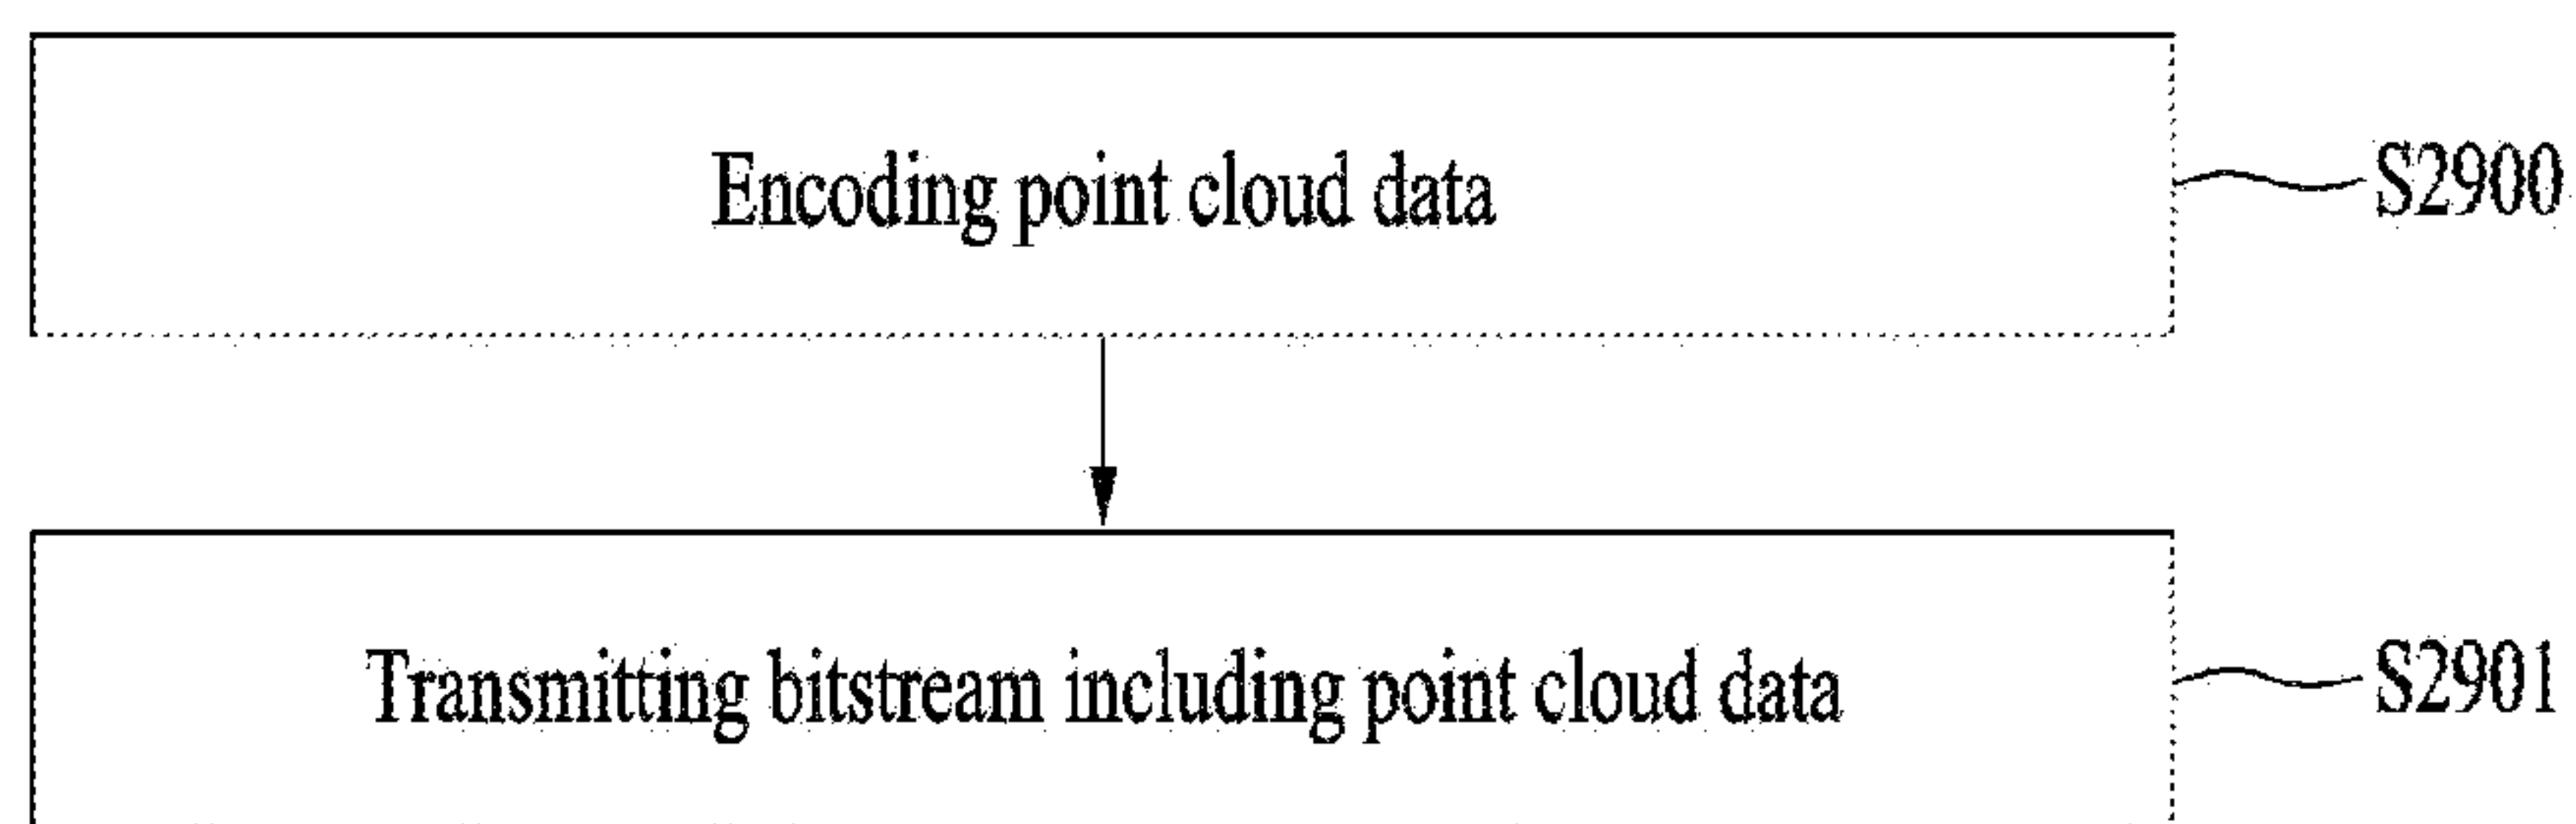 Encoding point cloud data
S2900
Transmitting bitstream including point cloud data
S2901